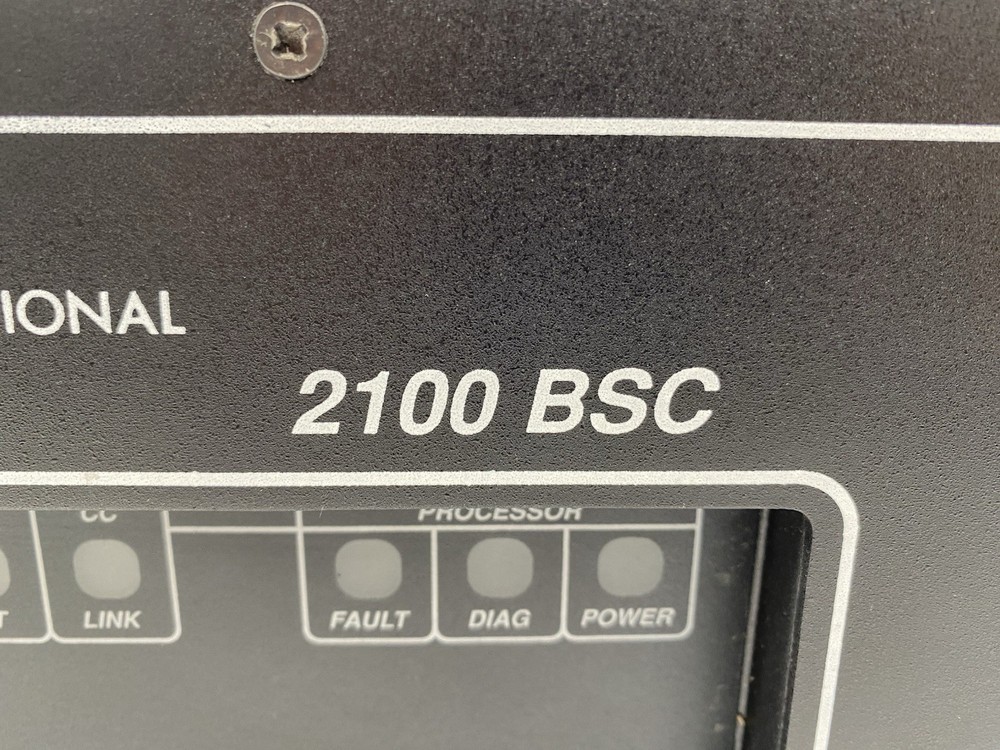 IONAL
2100 BSC
CC
PROCESSOR
T
LINK
FAULT
DIAG
POWER